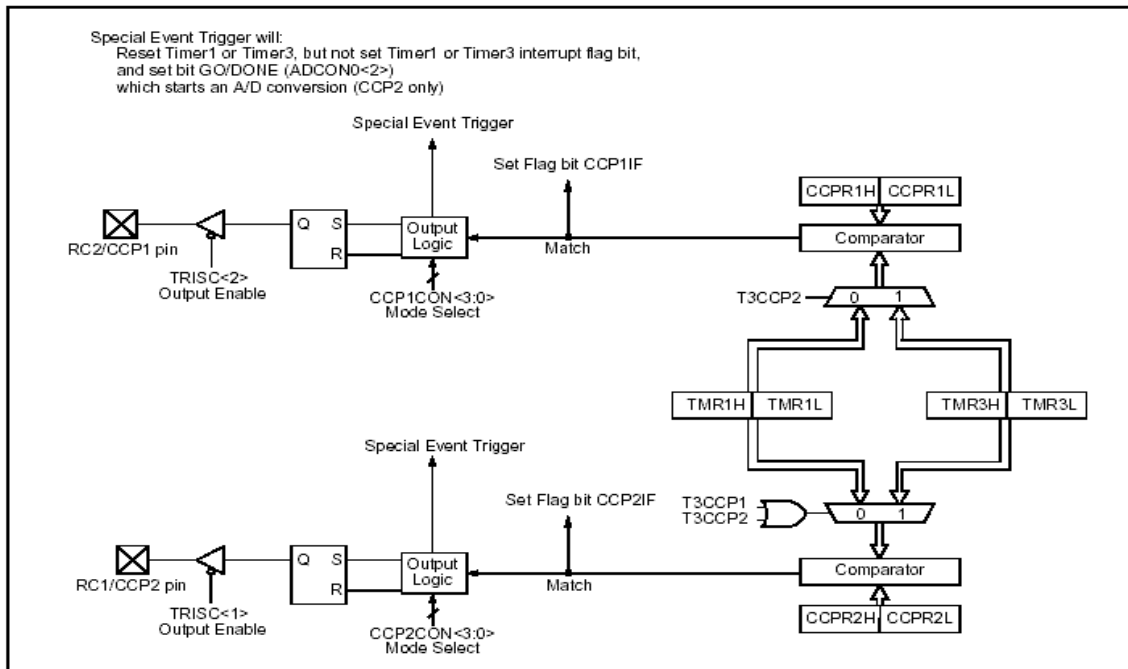 Special Event Trigger will:
Reset Timer1 or Timer3, but not set Timer1 or Timer3 interrupt flag bit,
and set bit GO/DONE (ADCON0<2>)
which starts an A/D conversion (CCP2 only)
Special Event Trigger
Set Flag bit CCP1IF
CCPR1H CCPR1L
Q S
R
Output
Logic
Comparator
RC2/CCP1 pin
Match
TRISC<2>
Output Enable
CCP1CON<3:0>
Mode Select
T3CCP2
0 1
TMR1H TMR1L
TMR3H TMR3L
Special Event Trigger
Set Flag bit CCP2IF
T3CCP1
T3CCP2
0 1
Q S
R
Output
Logic
Comparator
RC1/CCP2 pin
Match
TRISC<1>
Output Enable
CCP2CON<3:0>
Mode Select
CCPR2H CCPR2L